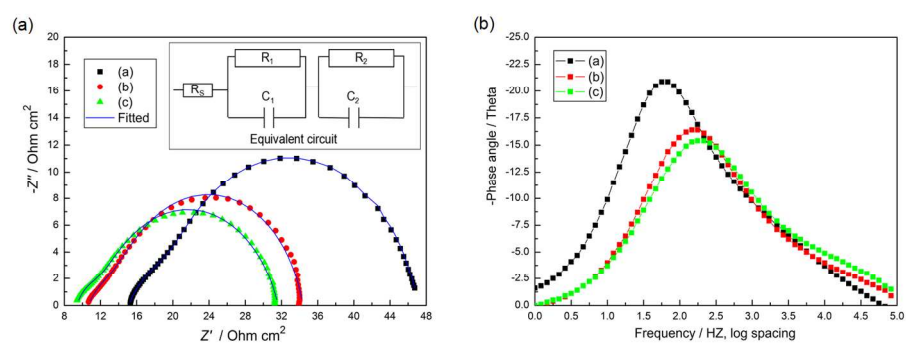 (a)
20
18
16
14
12
10
8
6
4
2
0
-Z'' / Ohm cm2
(a)
(b)
(c)
Fitted
RS
R1
C1
R2
C2
Equivalent circuit
8 12 16 20 24 28 32 36 40 44 48
Z' / Ohm cm2
(b)
-25.0
-22.5
-20.0
-17.5
-15.0
-12.5
-10.0
-7.5
-5.0
-2.5
0.0
-Phase angle / Theta
(a)
(b)
(c)
0.0 0.5 1.0 1.5 2.0 2.5 3.0 3.5 4.0 4.5 5.0
Frequency / HZ, log spacing